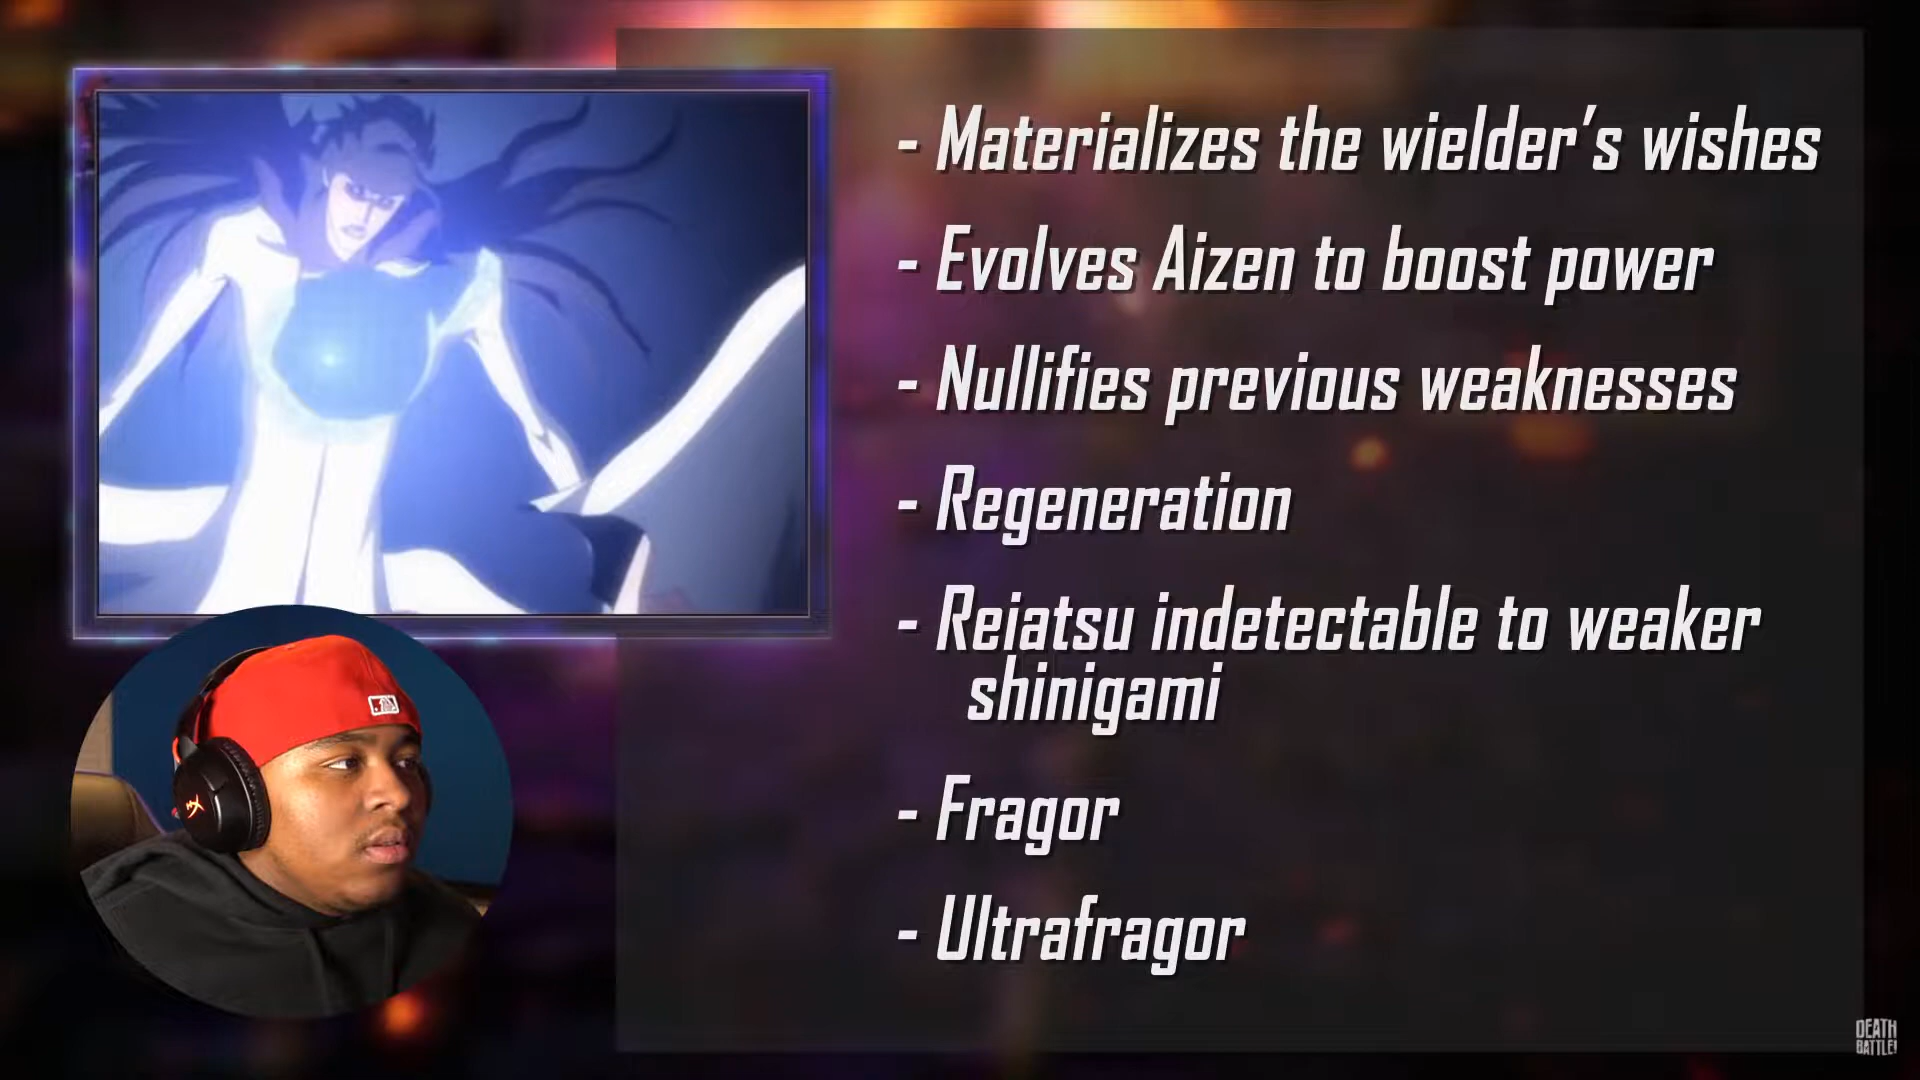 - Materializes the wielder's wishes
- Evolves Aizen to boost power
- Nullifies previous weaknesses
- Regeneration
- Reiatsu indetectable to weaker
shinigami
- Fragor
- Ultrafragor
DEATH
BATTLE!